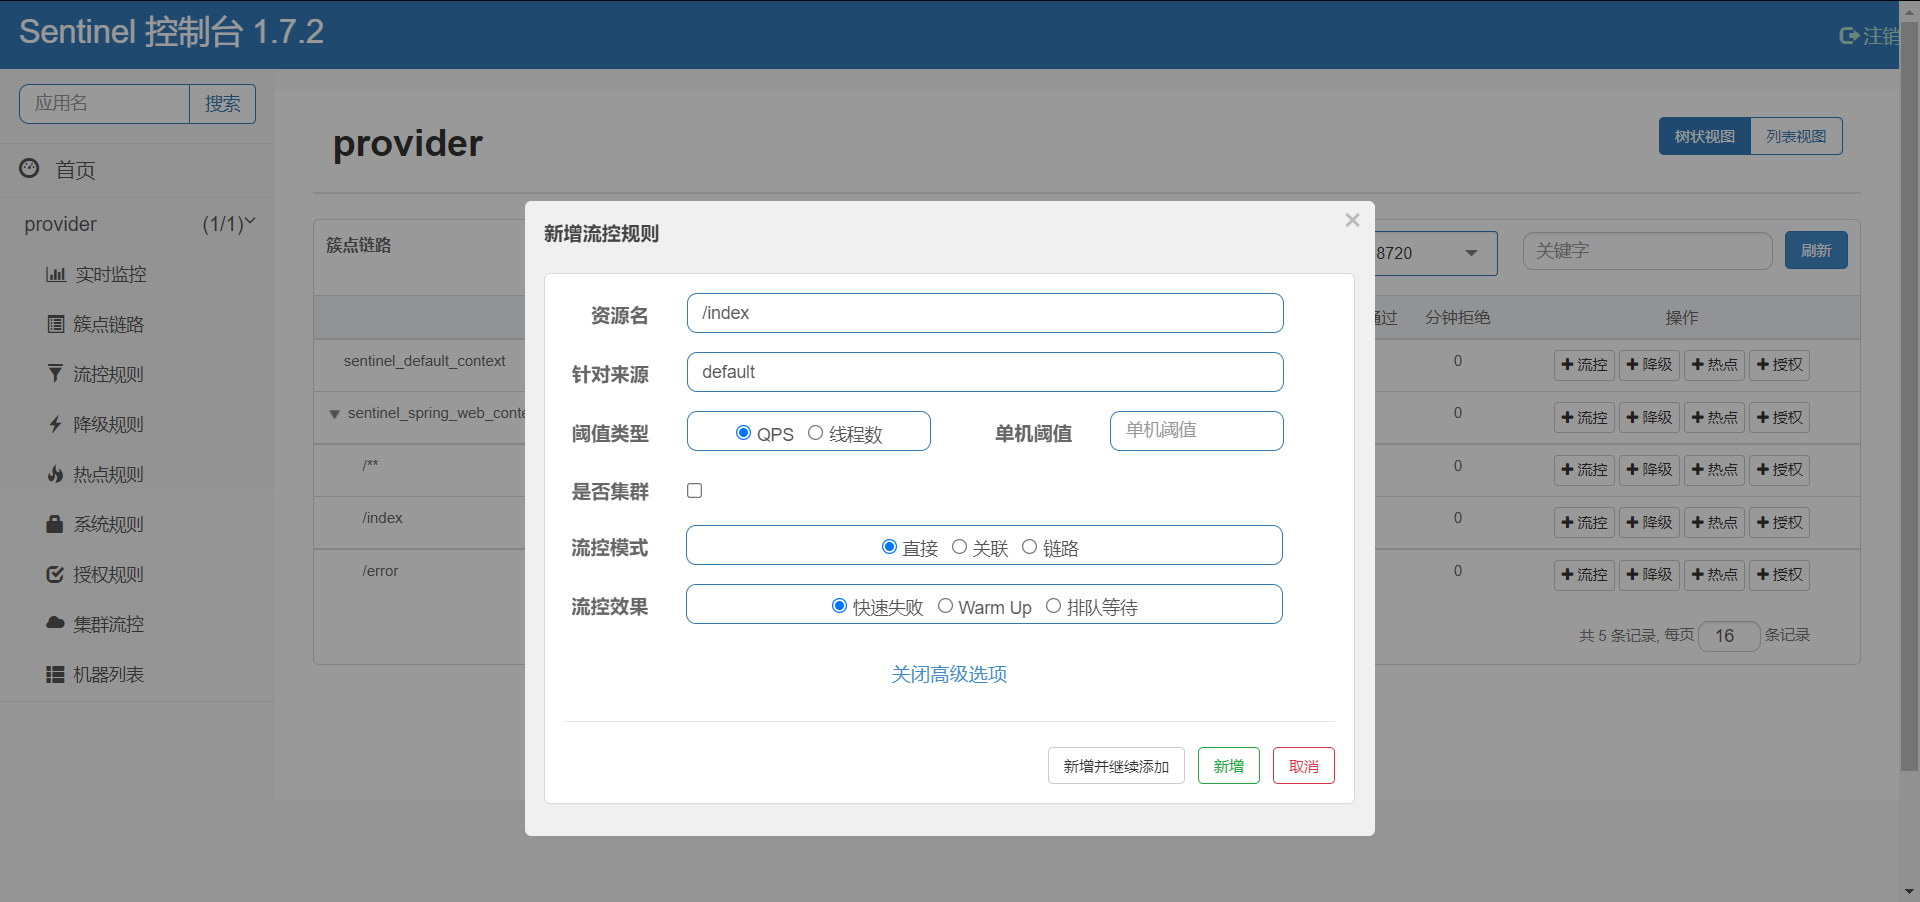 Sentinel 控制台 1.7.2
注销
应用名 搜索
首页
provider (1/1)
实时监控
簇点链路
流控规则
降级规则
热点规则
系统规则
授权规则
集群流控
机器列表
provider
树状视图 列表视图
簇点链路
8720 关键字 刷新
通过 分钟拒绝 操作
sentinel_default_context 0 流控 降级 热点 授权
sentinel_spring_web_conte 0 流控 降级 热点 授权
/** 0 流控 降级 热点 授权
/index 0 流控 降级 热点 授权
/error 0 流控 降级 热点 授权
共 5 条记录, 每页 16 条记录
新增流控规则 ×
资源名 /index
针对来源 default
阈值类型 QPS 线程数 单机阈值 单机阈值
是否集群
流控模式 直接 关联 链路
流控效果 快速失败 Warm Up 排队等待
关闭高级选项
新增并继续添加 新增 取消